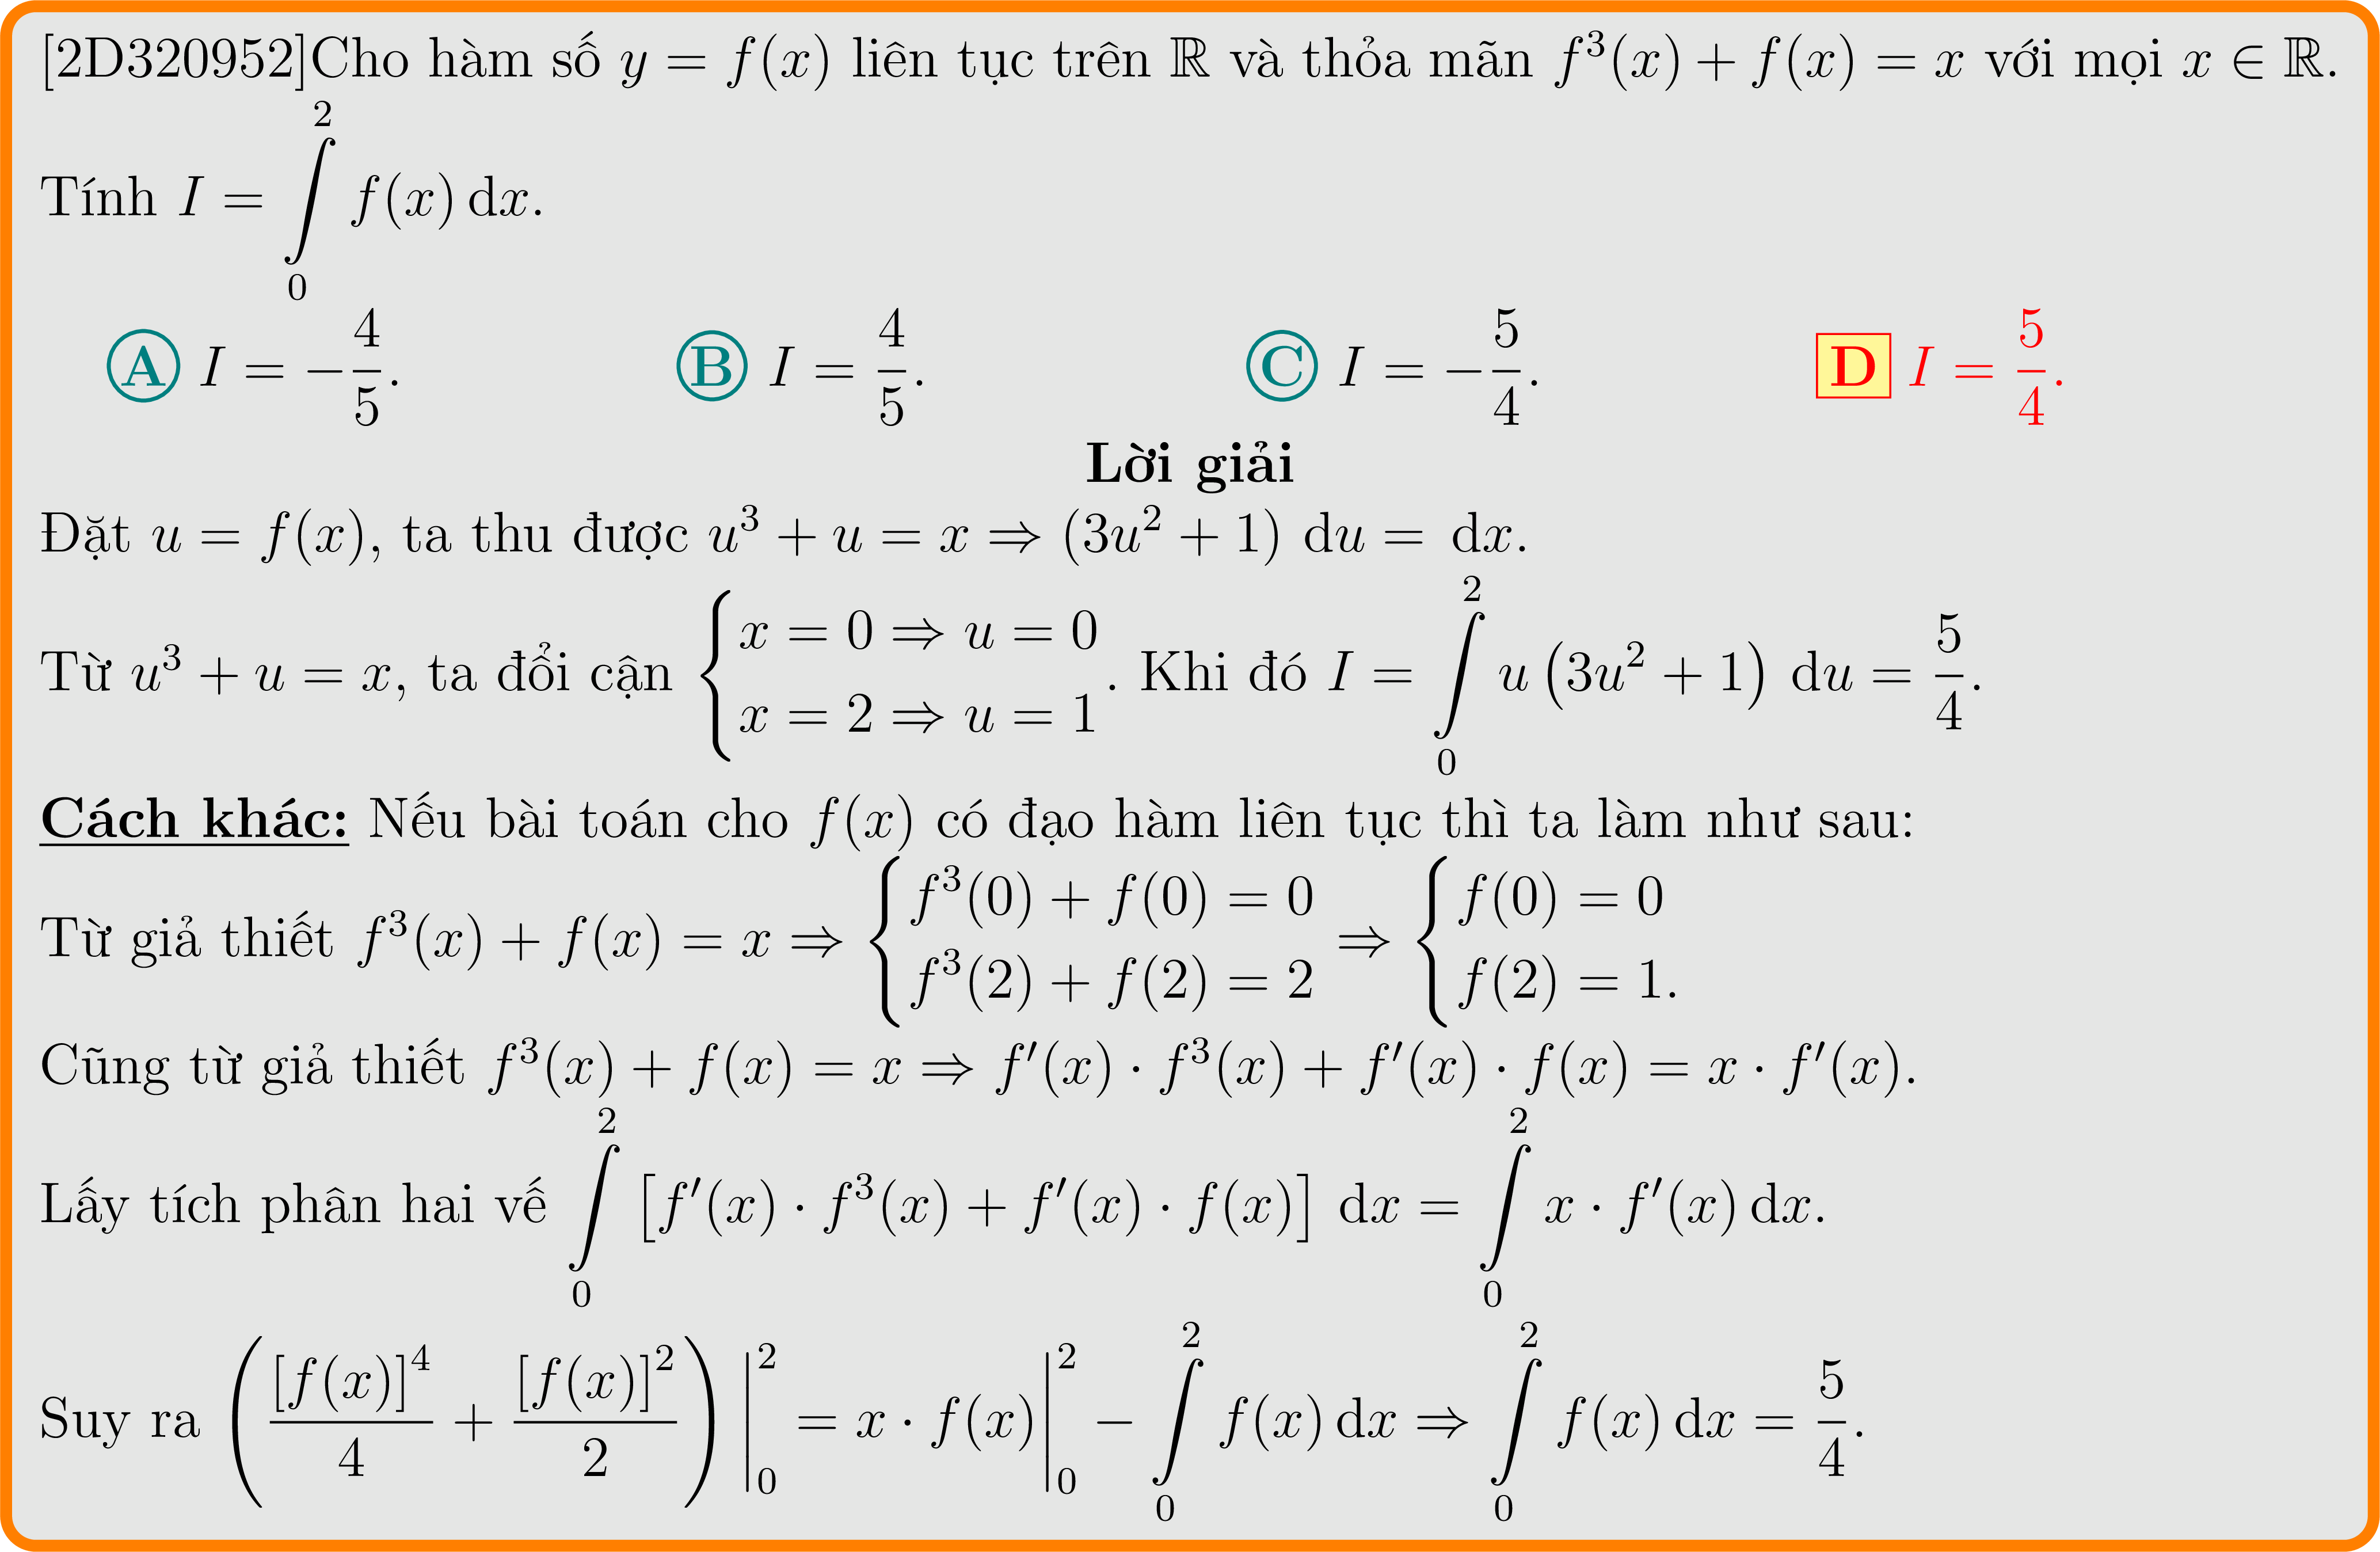 [2D320952]Cho hàm số $y = f(x)$ liên tục trên $\mathbb{R}$ và thỏa mãn $f^3(x) + f(x) = x$ với mọi $x \in \mathbb{R}$.
Tính $I = \int\limits_0^2 f(x)\,\mathrm{d}x$.
A $I = -\dfrac{4}{5}$. B $I = \dfrac{4}{5}$. C $I = -\dfrac{5}{4}$. D $I = \dfrac{5}{4}$.
Lời giải
Đặt $u = f(x)$, ta thu được $u^3 + u = x \Rightarrow (3u^2 + 1)\ \mathrm{d}u = \ \mathrm{d}x$.
Từ $u^3 + u = x$, ta đổi cận $\begin{cases} x = 0 \Rightarrow u = 0 \\ x = 2 \Rightarrow u = 1 \end{cases}$. Khi đó $I = \int\limits_0^2 u\left(3u^2 + 1\right)\ \mathrm{d}u = \dfrac{5}{4}$.
Cách khác: Nếu bài toán cho $f(x)$ có đạo hàm liên tục thì ta làm như sau:
Từ giả thiết $f^3(x) + f(x) = x \Rightarrow \begin{cases} f^3(0) + f(0) = 0 \\ f^3(2) + f(2) = 2 \end{cases} \Rightarrow \begin{cases} f(0) = 0 \\ f(2) = 1. \end{cases}$
Cũng từ giả thiết $f^3(x) + f(x) = x \Rightarrow f'(x) \cdot f^3(x) + f'(x) \cdot f(x) = x \cdot f'(x)$.
Lấy tích phân hai vế $\int\limits_0^2 \left[f'(x) \cdot f^3(x) + f'(x) \cdot f(x)\right]\ \mathrm{d}x = \int\limits_0^2 x \cdot f'(x)\,\mathrm{d}x$.
Suy ra $\left(\dfrac{[f(x)]^4}{4} + \dfrac{[f(x)]^2}{2}\right)\Big|_0^2 = x \cdot f(x)\Big|_0^2 - \int\limits_0^2 f(x)\,\mathrm{d}x \Rightarrow \int\limits_0^2 f(x)\,\mathrm{d}x = \dfrac{5}{4}$.